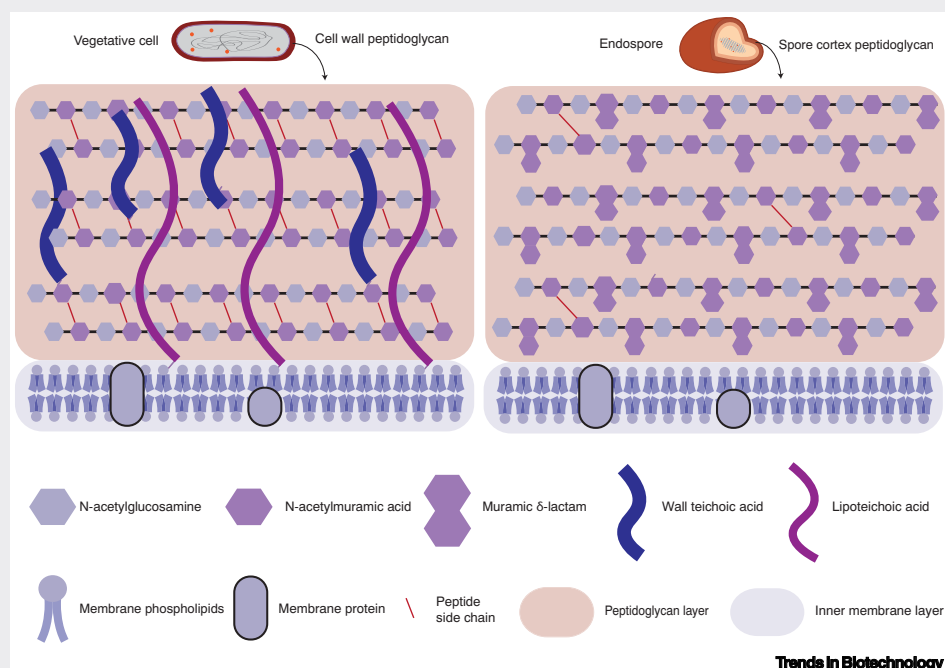 Vegetative cell
Cell wall peptidoglycan
Endospore
Spore cortex peptidoglycan
N-acetylglucosamine
N-acetylmuramic acid
Muramic δ-lactam
Wall teichoic acid
Lipoteichoic acid
Membrane phospholipids
Membrane protein
Peptide
side chain
Peptidoglycan layer
Inner membrane layer
Trends in Biotechnology